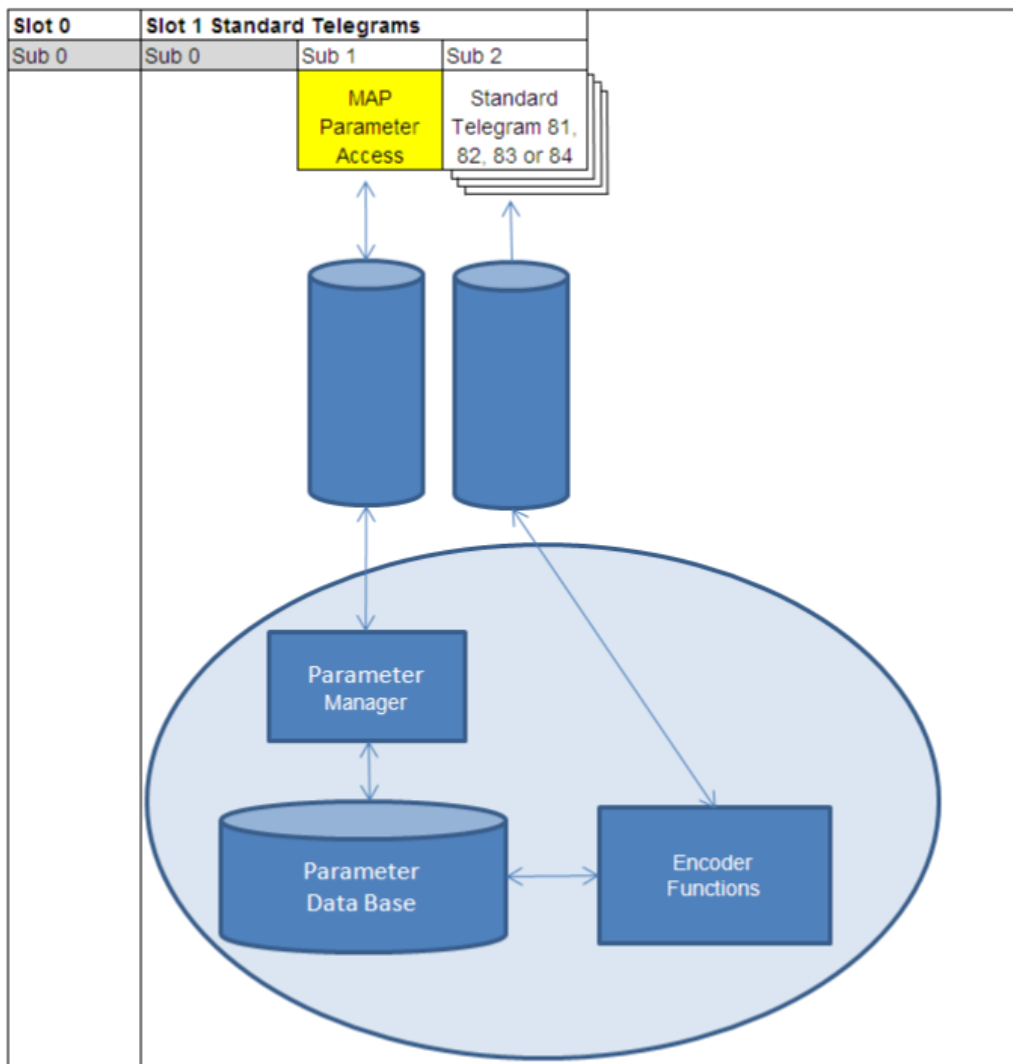 Slot 0
Slot 1 Standard Telegrams
Sub 0
Sub 0
Sub 1
Sub 2
MAP
Parameter
Access
Standard
Telegram 81,
82, 83 or 84
Parameter
Manager
Parameter
Data Base
Encoder
Functions